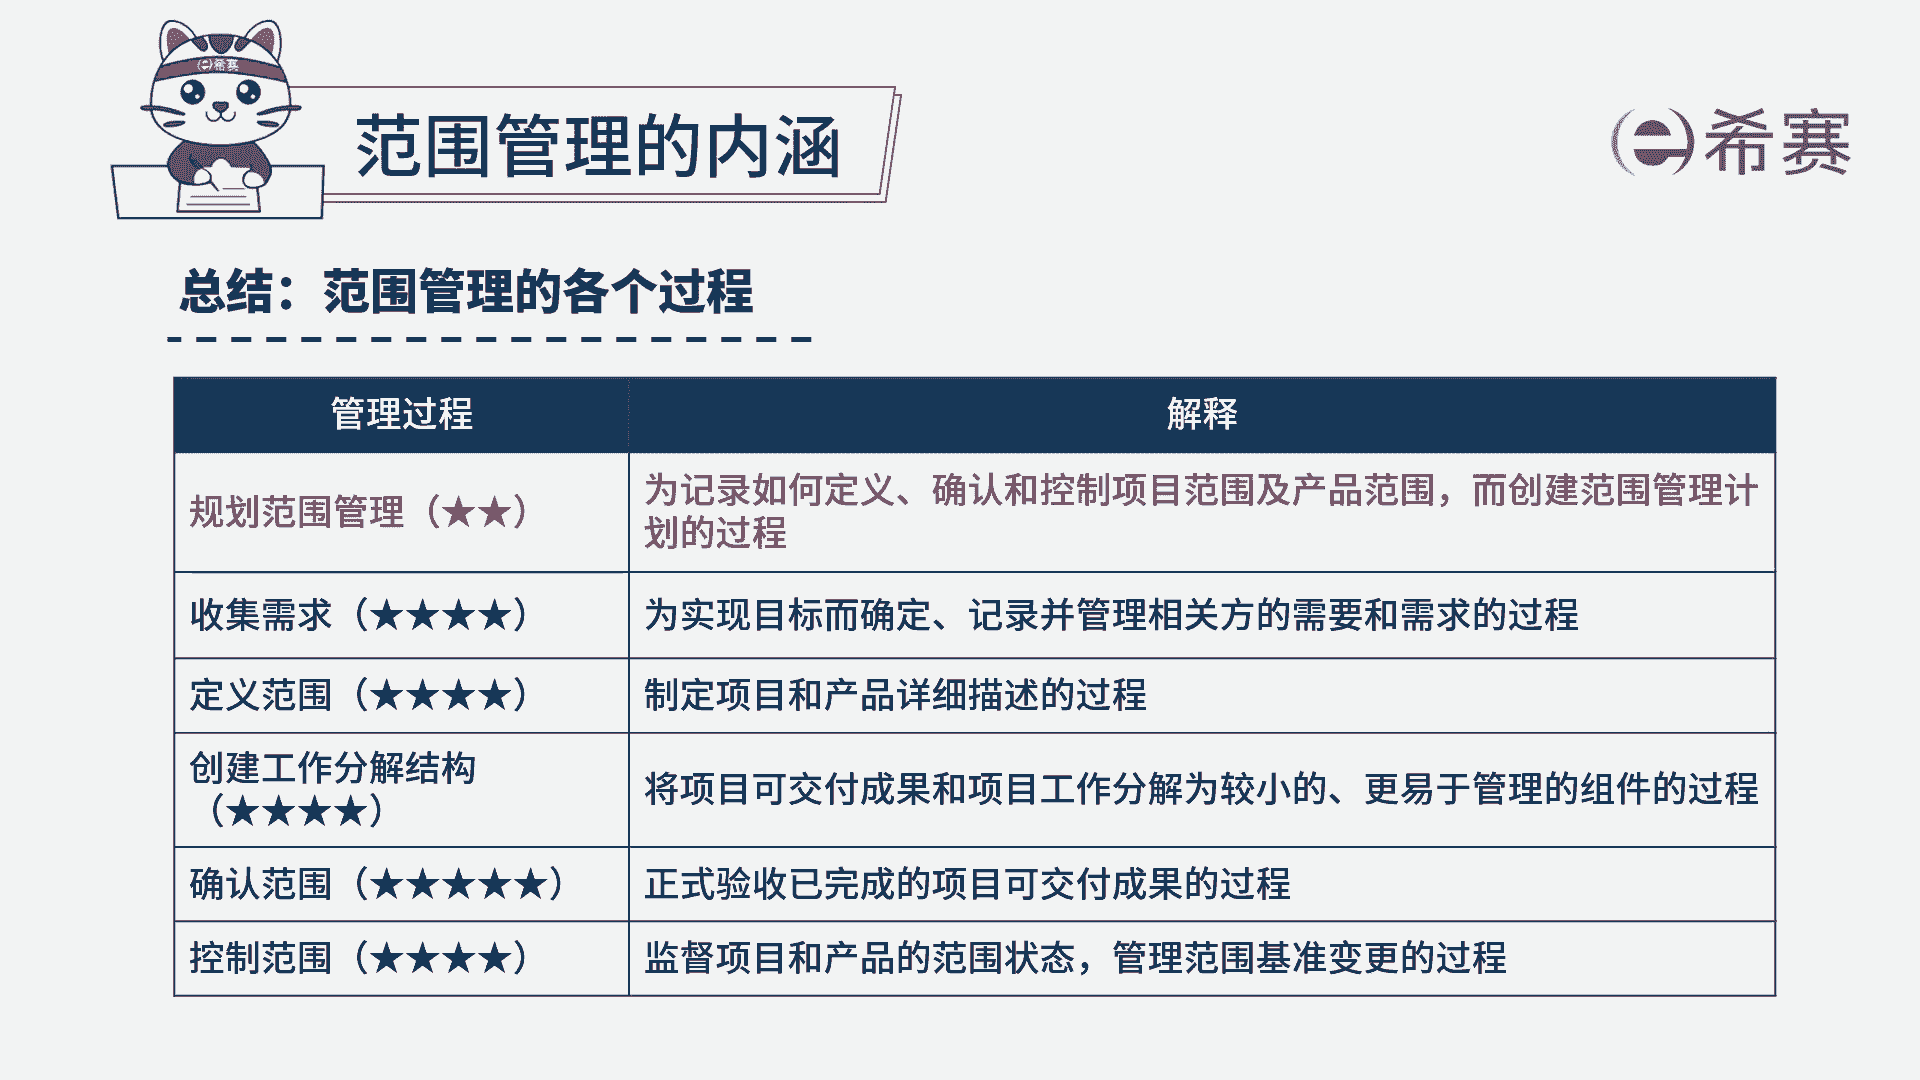 希赛
范围管理的内涵
希赛
总结：范围管理的各个过程
管理过程
解释
规划范围管理（★★）
为记录如何定义、确认和控制项目范围及产品范围，而创建范围管理计
划的过程
收集需求（★★★★）
为实现目标而确定、记录并管理相关方的需要和需求的过程
定义范围（★★★★）
制定项目和产品详细描述的过程
创建工作分解结构
（★★★★）
将项目可交付成果和项目工作分解为较小的、更易于管理的组件的过程
确认范围（★★★★★）
正式验收已完成的项目可交付成果的过程
控制范围（★★★★）
监督项目和产品的范围状态，管理范围基准变更的过程